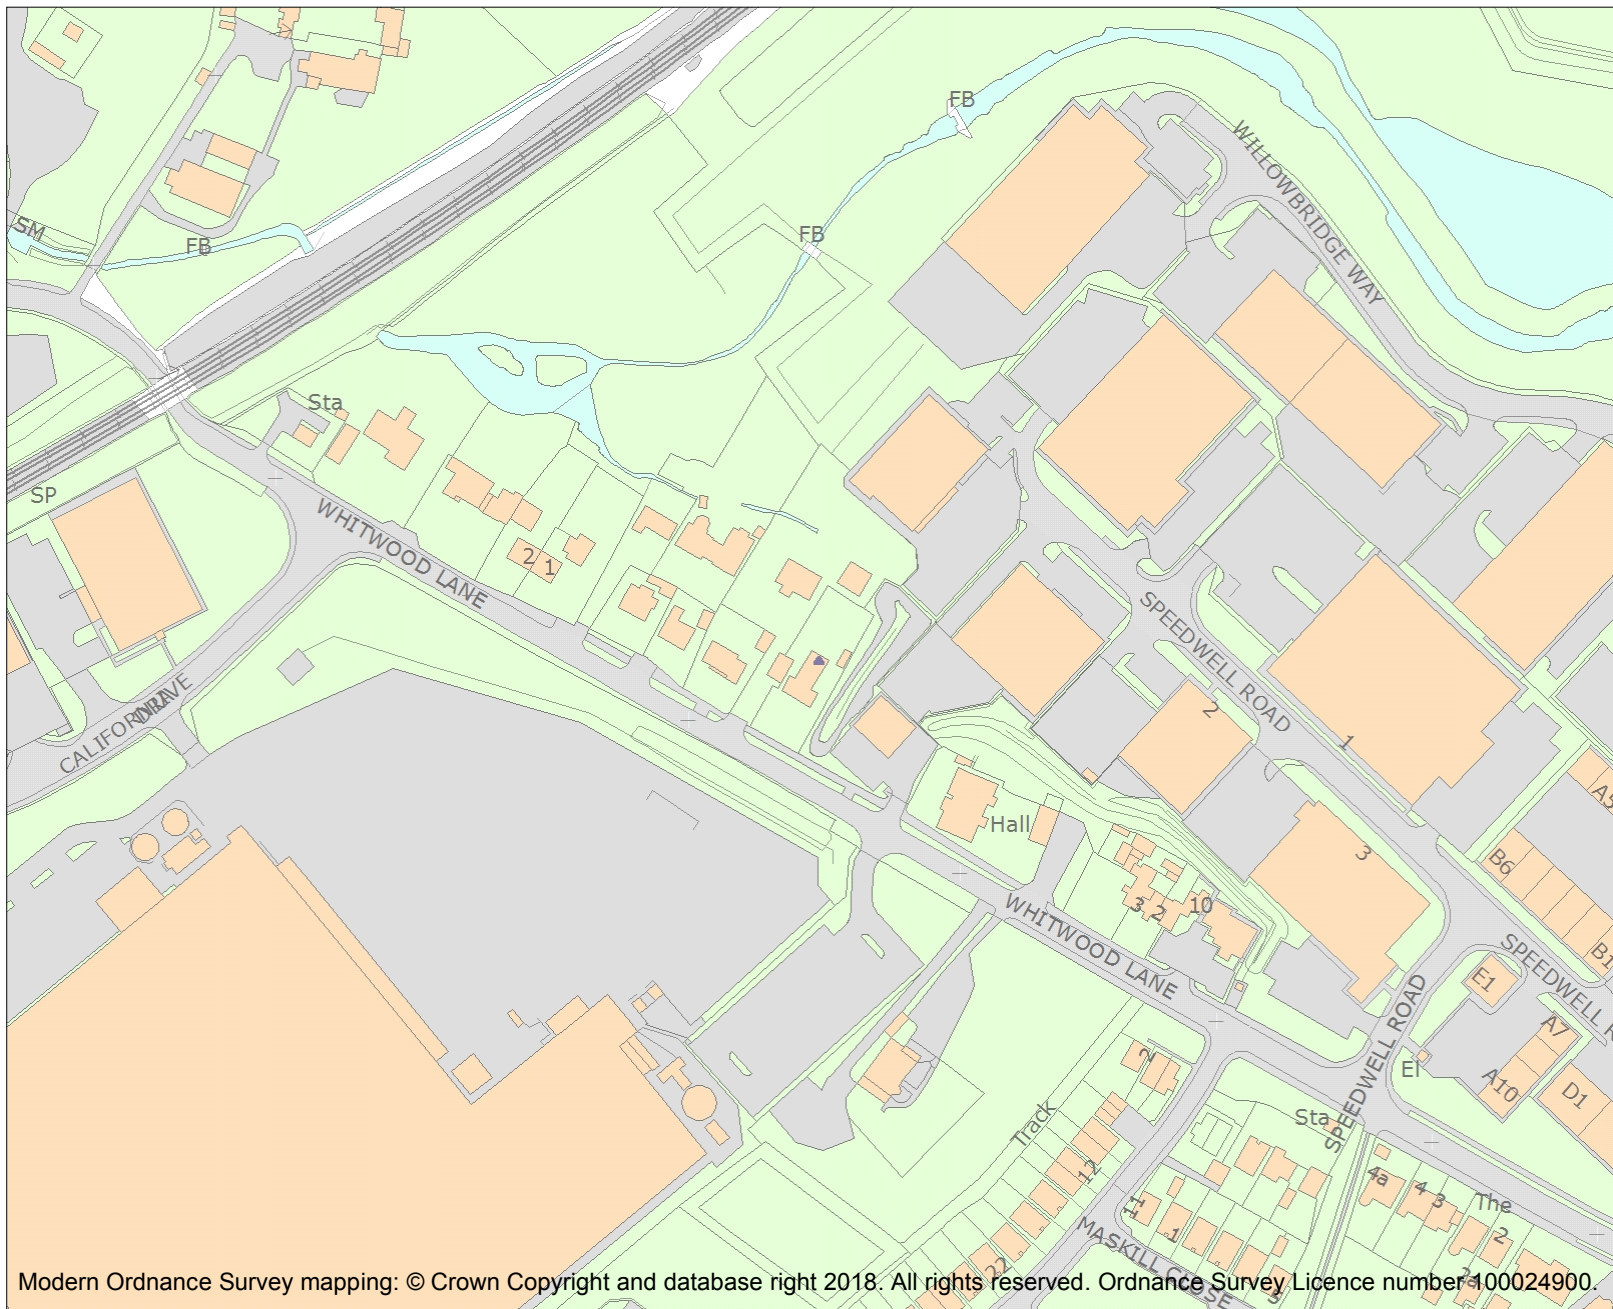 FB
WILLOWBRIDGE WAY
SM
FB
FB
Sta
SP
WHITWOOD LANE
2
1
SPEEDWELL ROAD
2
1
CALIFORNIA
DRIVE
A5
Hall
3
B6
3
2
10
WHITWOOD LANE
B1
SPEEDWELL R
E1
SPEEDWELL ROAD
A7
2
El
A10
D1
Track
Sta
12
4a
4
3
The
11
1
2
MASKILL CLOSE
22
2a
5
Modern Ordnance Survey mapping: © Crown Copyright and database right 2018. All rights reserved. Ordnance Survey Licence number 100024900.